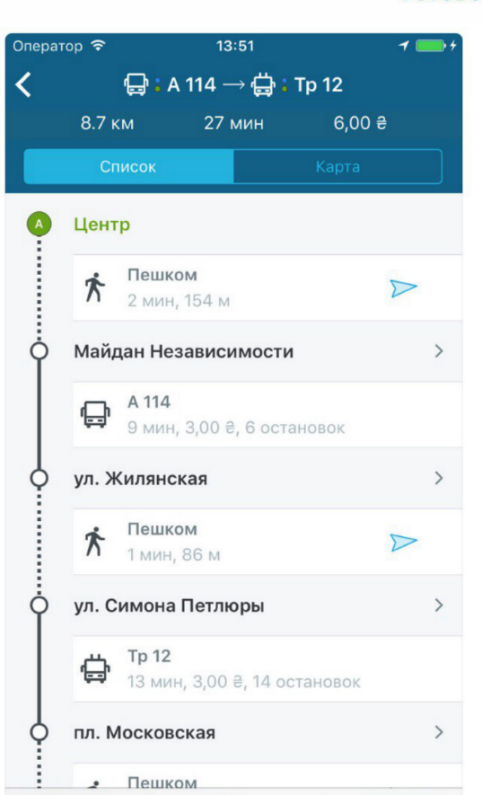 Оператор 13:51
А 114 → : Тр 12
8.7 км 27 мин 6,00 ₴
Список Карта
A Центр
Пешком
2 мин, 154 м
Майдан Независимости
А 114
9 мин, 3,00 ₴, 6 остановок
ул. Жилянская
Пешком
1 мин, 86 м
ул. Симона Петлюры
Тр 12
13 мин, 3,00 ₴, 14 остановок
пл. Московская
Пешком